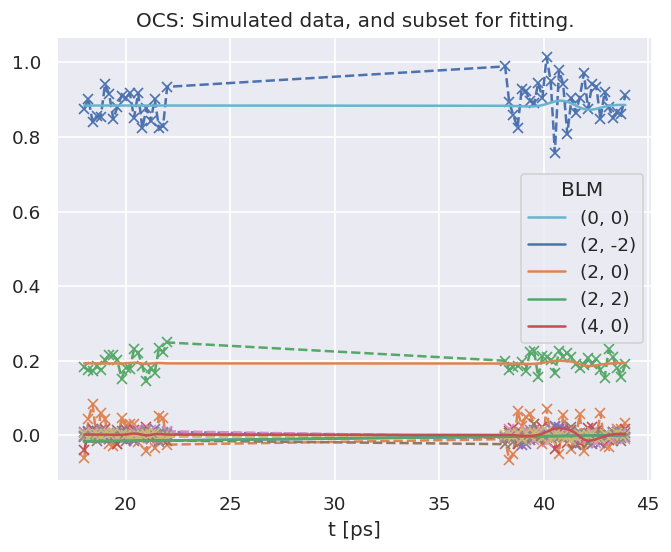 OCS: Simulated data, and subset for fitting.
1.0
0.8
0.6
0.4
0.2
0.0
BLM
(0, 0)
(2, -2)
(2, 0)
(2, 2)
(4, 0)
20 25 30 35 40 45
t [ps]